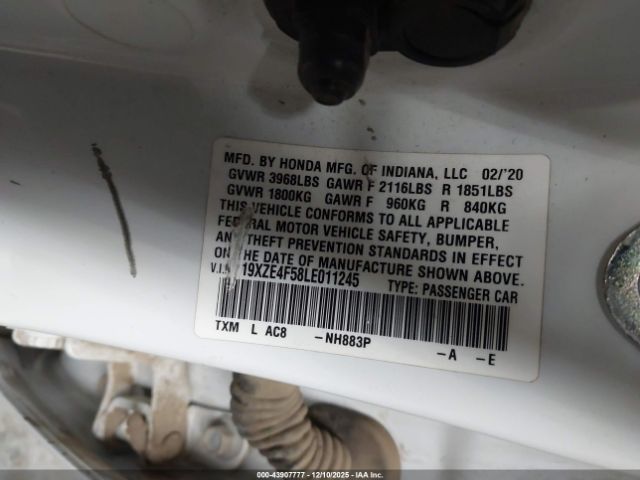 MFD. BY HONDA MFG. OF INDIANA, LLC 02/'20
GVWR 3968LBS GAWR F 2116LBS R 1851LBS
GVWR 1800KG GAWR F 960KG R 840KG
THIS VEHICLE CONFORMS TO ALL APPLICABLE
FEDERAL MOTOR VEHICLE SAFETY, BUMPER,
AND THEFT PREVENTION STANDARDS IN EFFECT
ON THE DATE OF MANUFACTURE SHOWN ABOVE.
V.I.N. 19XZE4F58LE011245 TYPE: PASSENGER CAR
TXM L AC8 -NH883P -A -E
000-43907777 - 12/10/2025 - IAA Inc.